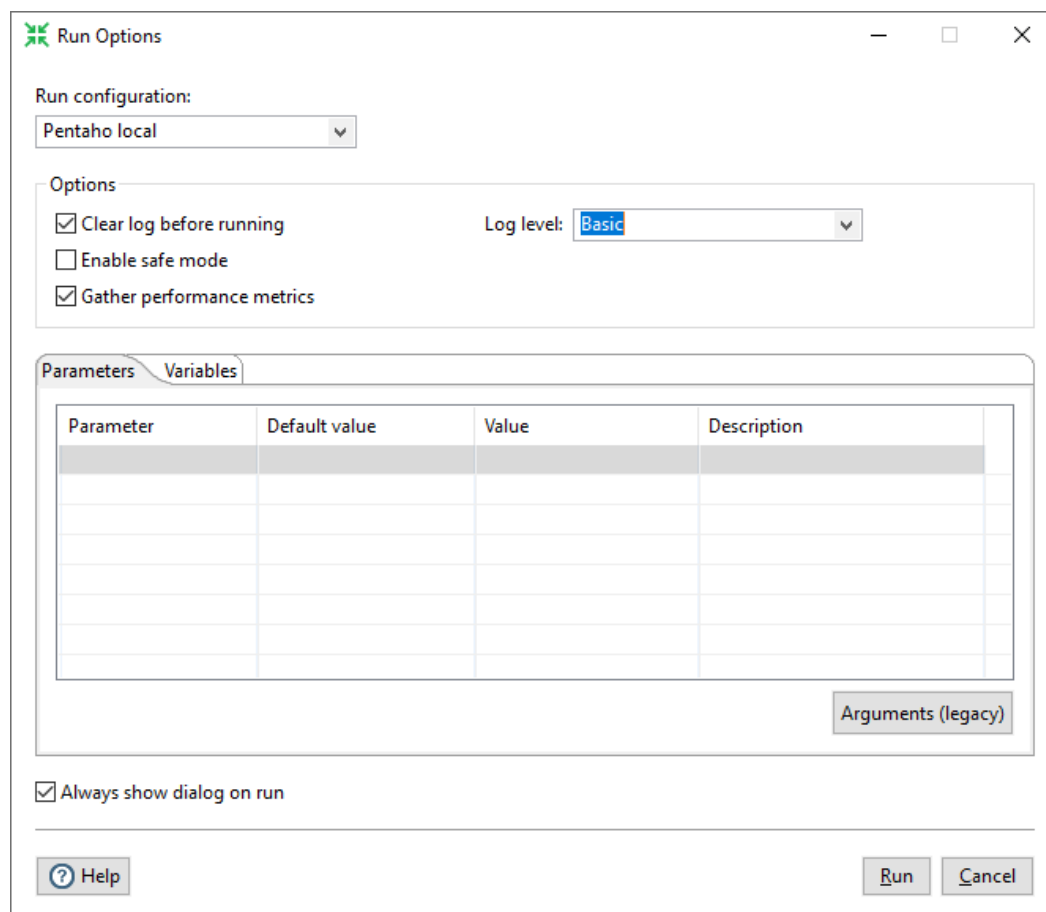 Run Options
Run configuration:
Pentaho local
Options
Clear log before running
Log level: Basic
Enable safe mode
Gather performance metrics
Parameters Variables
Parameter Default value Value Description
Arguments (legacy)
Always show dialog on run
Help Run Cancel